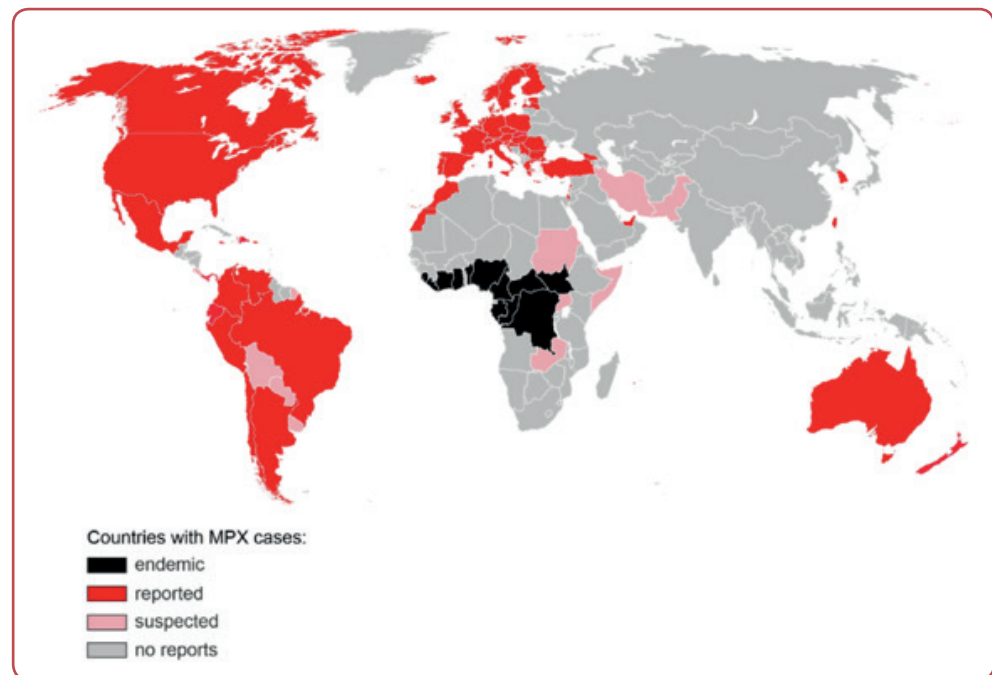 Countries with MPX cases:
endemic
reported
suspected
no reports